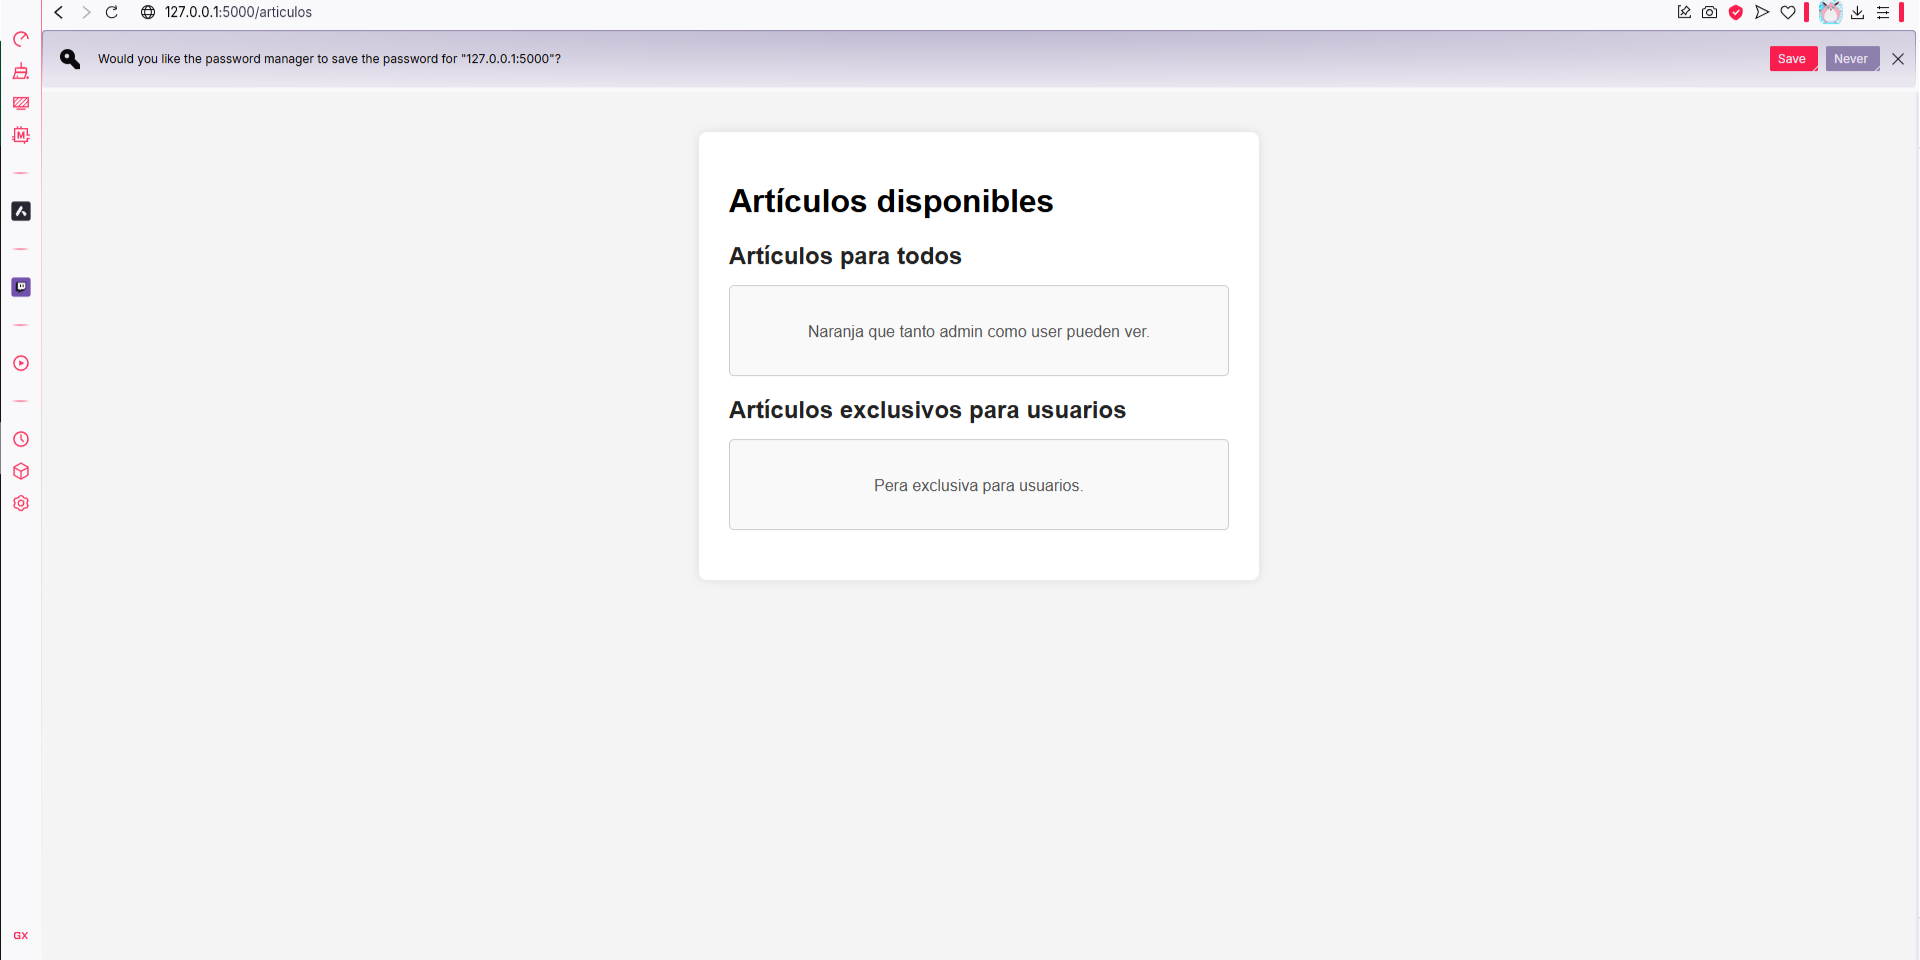 127.0.0.1:5000/articulos
Would you like the password manager to save the password for "127.0.0.1:5000"?
Save
Never
M
Artículos disponibles
Artículos para todos
Naranja que tanto admin como user pueden ver.
Artículos exclusivos para usuarios
Pera exclusiva para usuarios.
GX